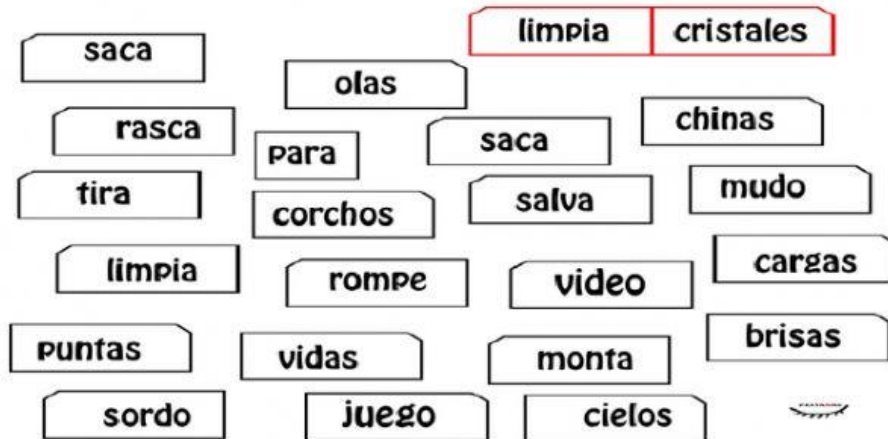 limpia cristales
saca
olas
rasca
chinas
para
saca
tira
salva
mudo
corchos
limpia
rompe
video
cargas
puntas
vidas
monta
brisas
sordo
juego
cielos